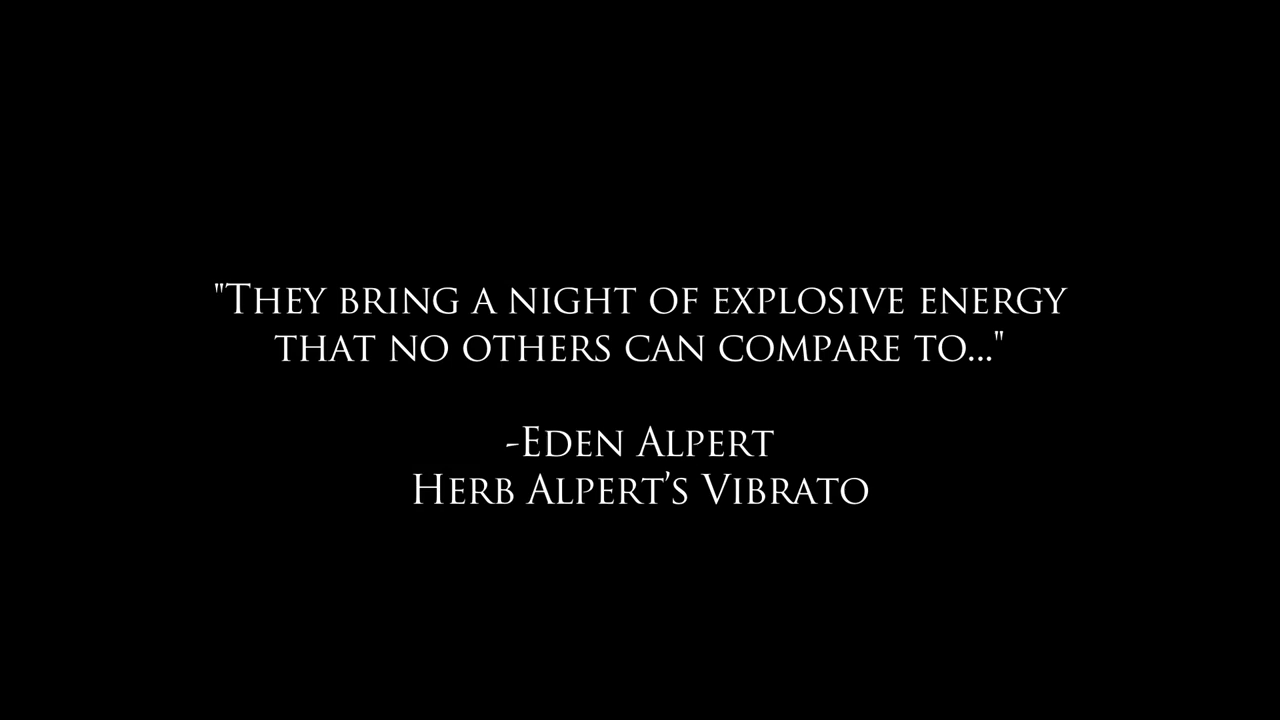 "They bring a night of explosive energy
that no others can compare to..."
-Eden Alpert
Herb Alpert's Vibrato